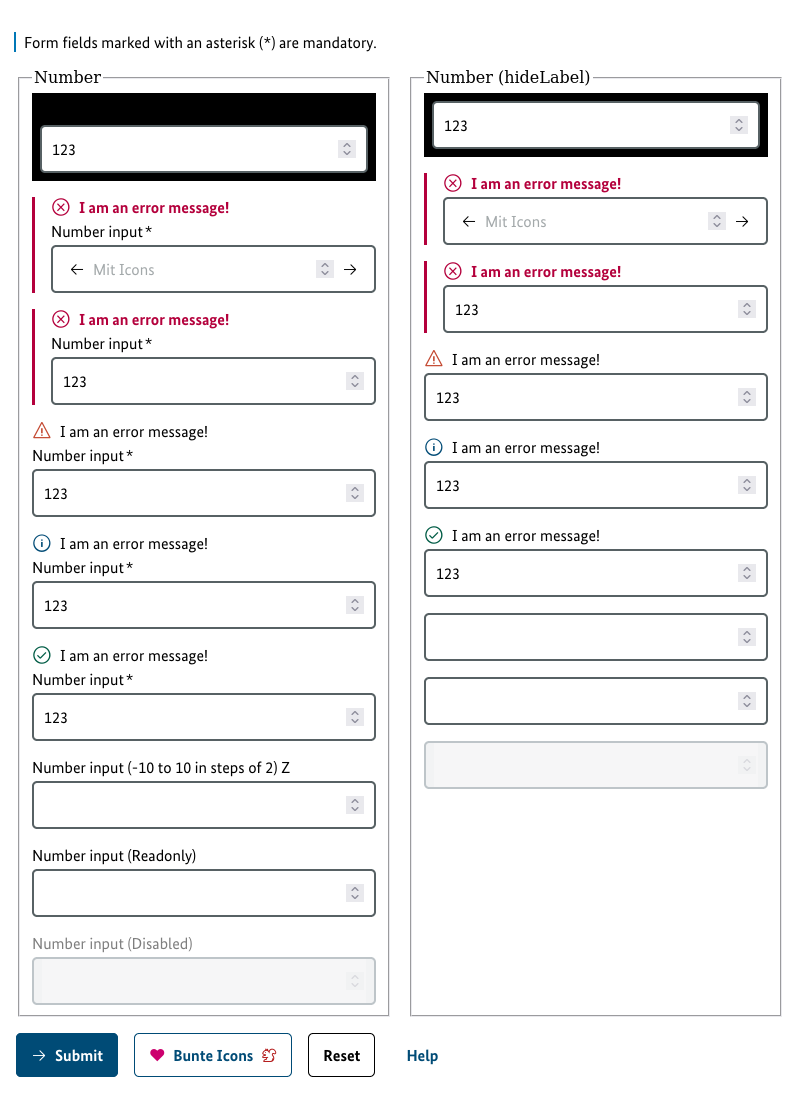 Form fields marked with an asterisk (*) are mandatory.
Number
123
I am an error message!
Number input *
Mit Icons
I am an error message!
Number input *
123
I am an error message!
Number input *
123
I am an error message!
Number input *
123
I am an error message!
Number input *
123
Number input (-10 to 10 in steps of 2) Z
Number input (Readonly)
Number input (Disabled)
Number (hideLabel)
123
I am an error message!
Mit Icons
I am an error message!
123
I am an error message!
123
I am an error message!
123
I am an error message!
123
Submit
Bunte Icons
Reset
Help